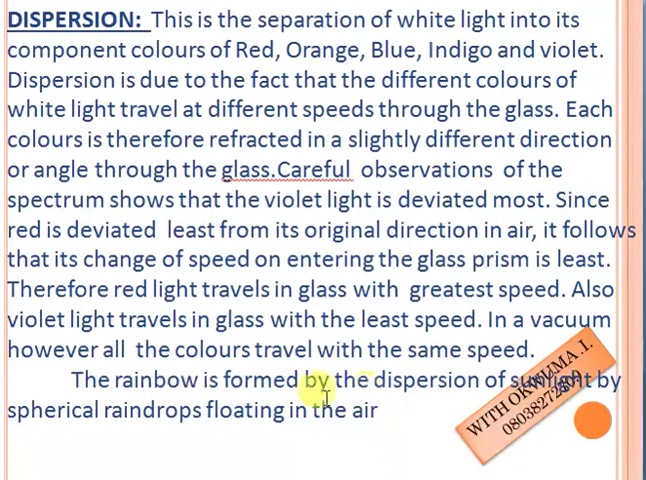 DISPERSION: This is the separation of white light into its
component colours of Red, Orange, Blue, Indigo and violet.
Dispersion is due to the fact that the different colours of
white light travel at different speeds through the glass. Each
colours is therefore refracted in a slightly different direction
or angle through the glass.Careful observations of the
spectrum shows that the violet light is deviated most. Since
red is deviated least from its original direction in air, it follows
that its change of speed on entering the glass prism is least.
Therefore red light travels in glass with greatest speed. Also
violet light travels in glass with the least speed. In a vacuum
however all the colours travel with the same speed.
The rainbow is formed by the dispersion of sunlight by
spherical raindrops floating in the air
WITH OKWUMA .I.